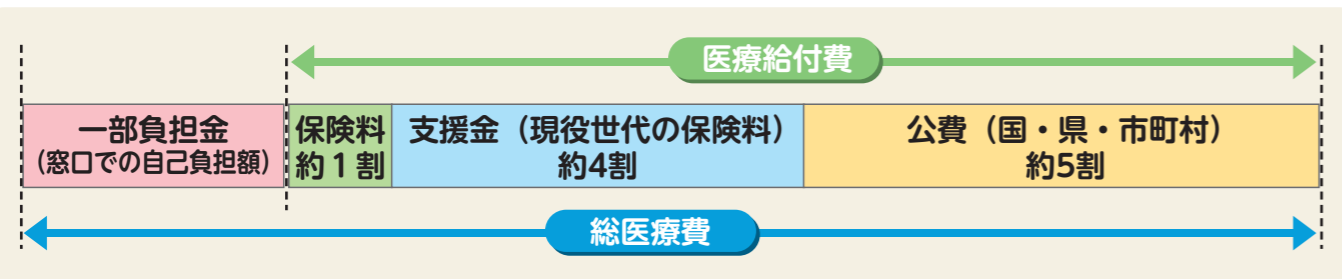 医療給付費
一部負担金
(窓口での自己負担額)
保険料
約1割
支援金(現役世代の保険料)
約4割
公費(国・県・市町村)
約5割
総医療費